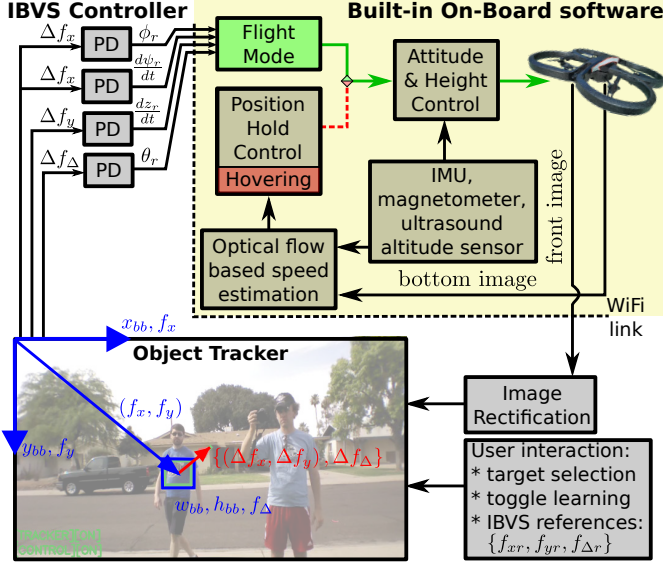 IBVS Controller
Built-in On-Board software
Δf_x
PD
ϕ_r
Δf_x
PD
dψ_r/dt
Δf_y
PD
dz_r/dt
Δf_Δ
PD
θ_r
Flight
Mode
Position
Hold
Control
Hovering
Attitude
& Height
Control
IMU,
magnetometer,
ultrasound
altitude sensor
Optical flow
based speed
estimation
front image
bottom image
WiFi
link
x_bb, f_x
Object Tracker
(f_x, f_y)
y_bb, f_y
{(Δf_x, Δf_y), Δf_Δ}
w_bb, h_bb, f_Δ
Image
Rectification
User interaction:
* target selection
* toggle learning
* IBVS references:
{f_xr, f_yr, f_Δr}